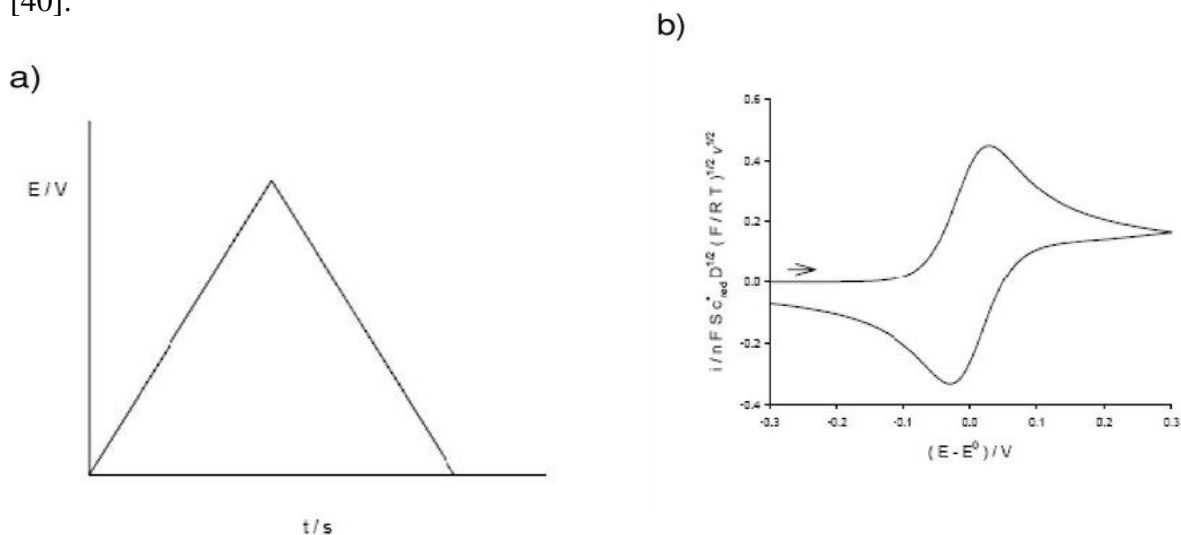 [40].
a)
E / V
t / s
b)
i / n F S c*red D1/2 (F / R T)1/2 v1/2
0.6
0.4
0.2
0.0
-0.2
-0.4
-0.3 -0.2 -0.1 0.0 0.1 0.2 0.3
(E - E0) / V